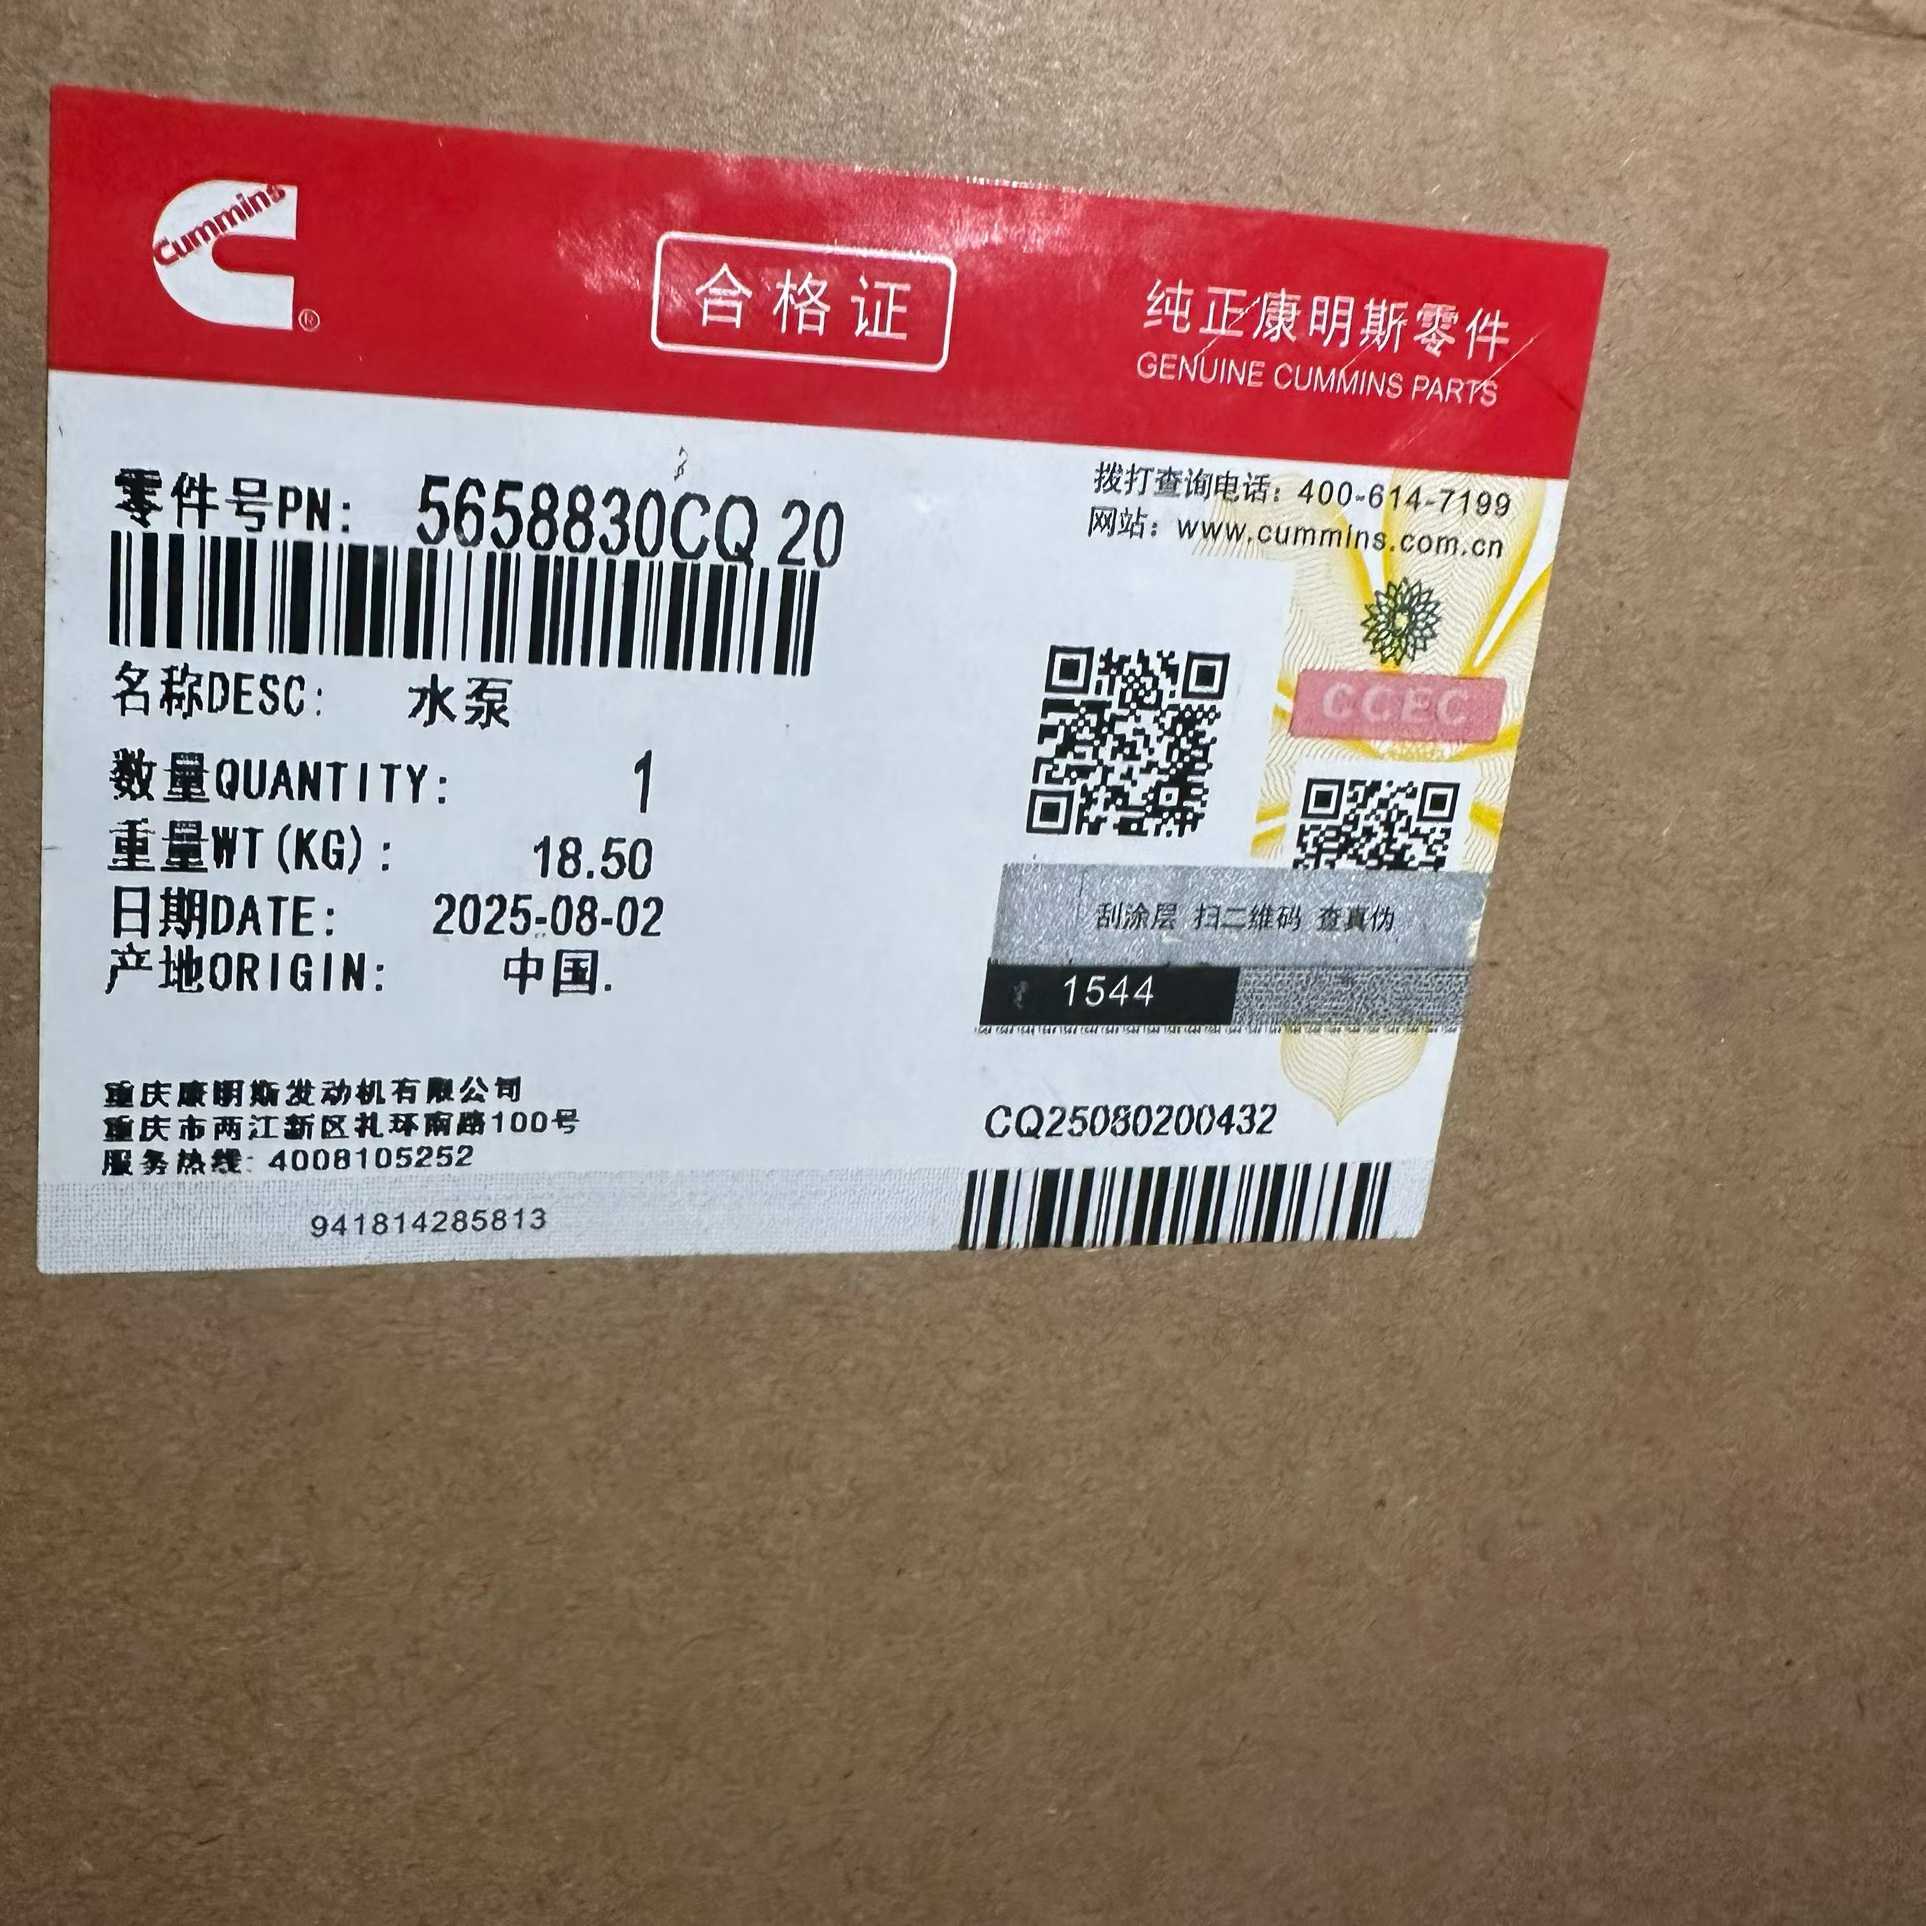 Cummins
®
合格证
纯正康明斯零件
GENUINE CUMMINS PARTS
零件号PN: 5658830CQ 20
拨打查询电话: 400-614-7199
网站: www.cummins.com.cn
名称DESC: 水泵
CCEC
数量QUANTITY: 1
重量WT(KG): 18.50
日期DATE: 2025-08-02
产地ORIGIN: 中国.
刮涂层 扫二维码 查真伪
1544
重庆康明斯发动机有限公司
重庆市两江新区礼环南路100号
服务热线: 4008105252
CQ25080200432
941814285813